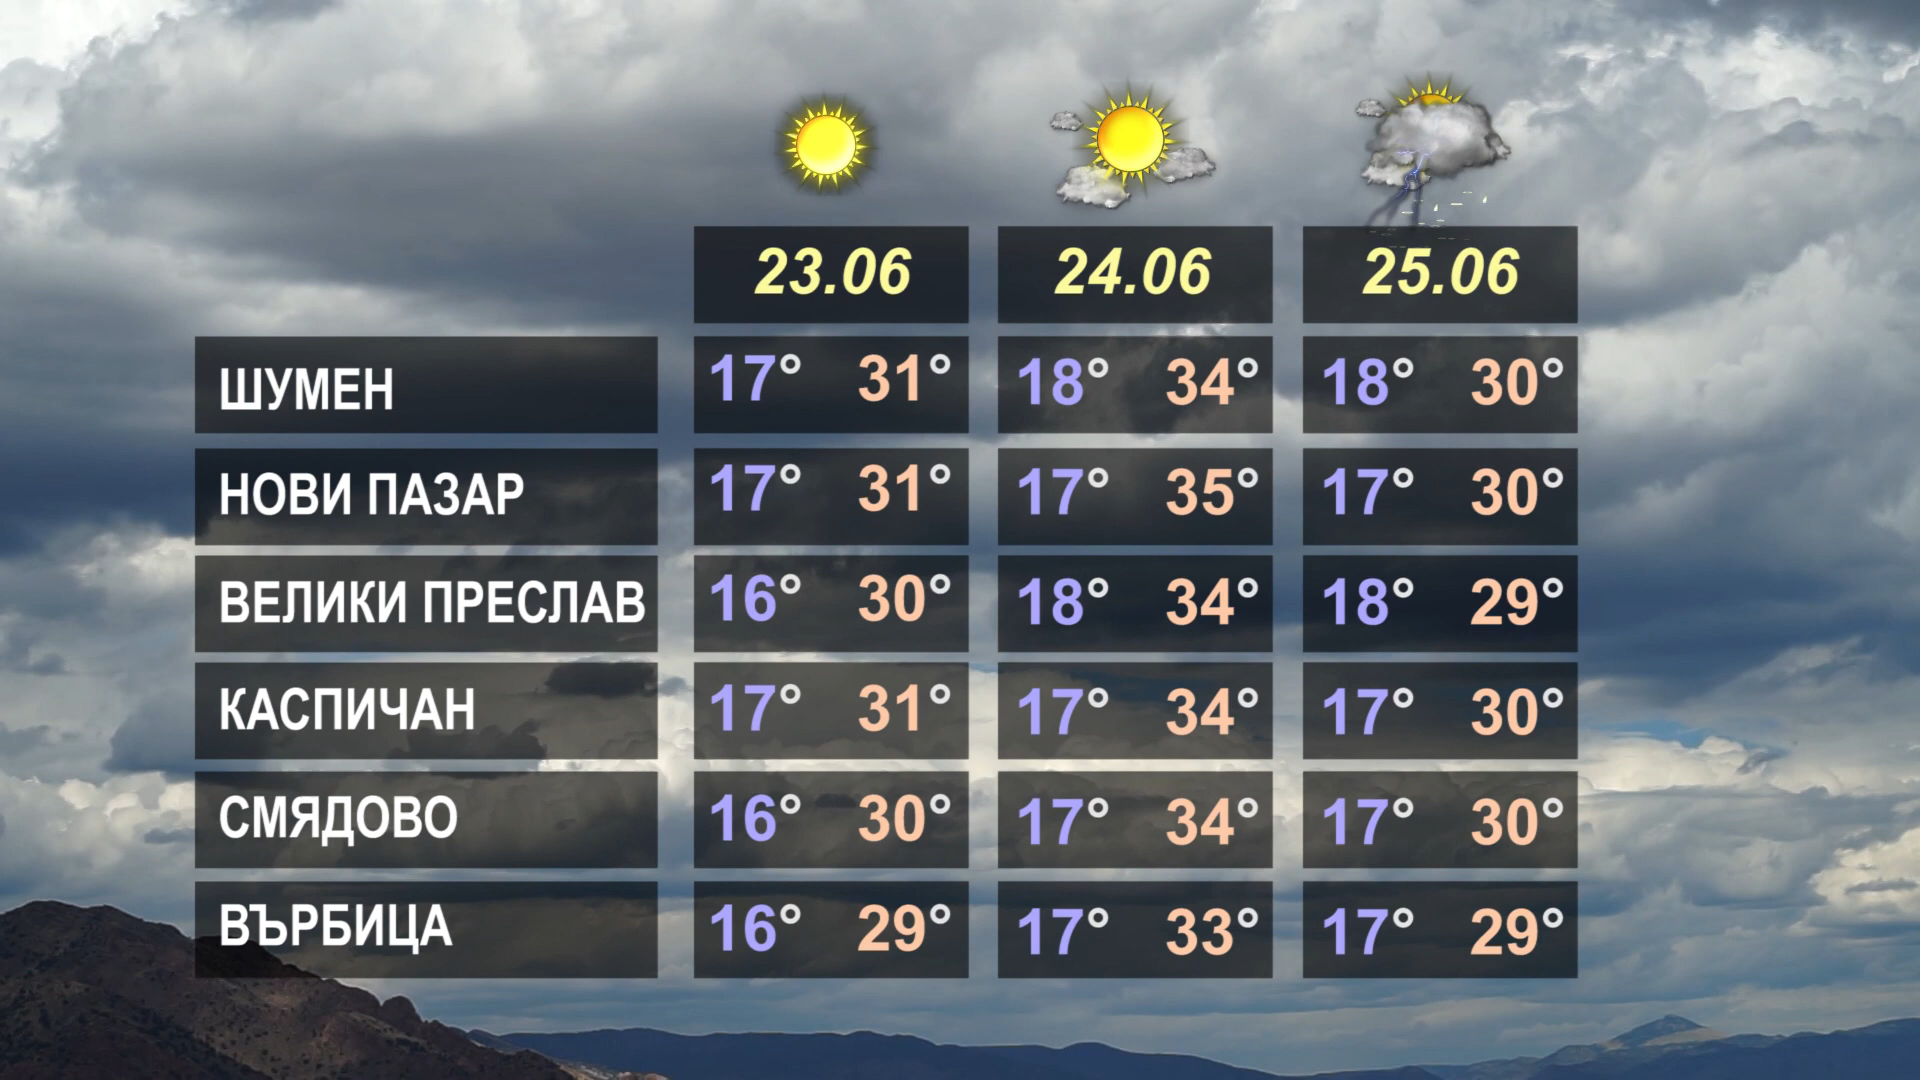 23.06 24.06 25.06
ШУМЕН 17° 31° 18° 34° 18° 30°
НОВИ ПАЗАР 17° 31° 17° 35° 17° 30°
ВЕЛИКИ ПРЕСЛАВ 16° 30° 18° 34° 18° 29°
КАСПИЧАН 17° 31° 17° 34° 17° 30°
СМЯДОВО 16° 30° 17° 34° 17° 30°
ВЪРБИЦА 16° 29° 17° 33° 17° 29°